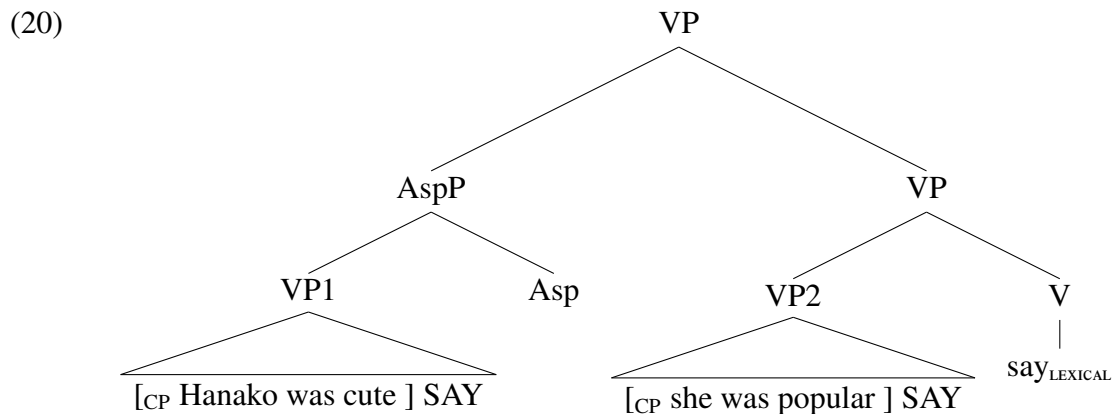 (20)
VP
AspP VP
VP1 Asp VP2 V
[CP Hanako was cute ] SAY [CP she was popular ] SAY sayLEXICAL